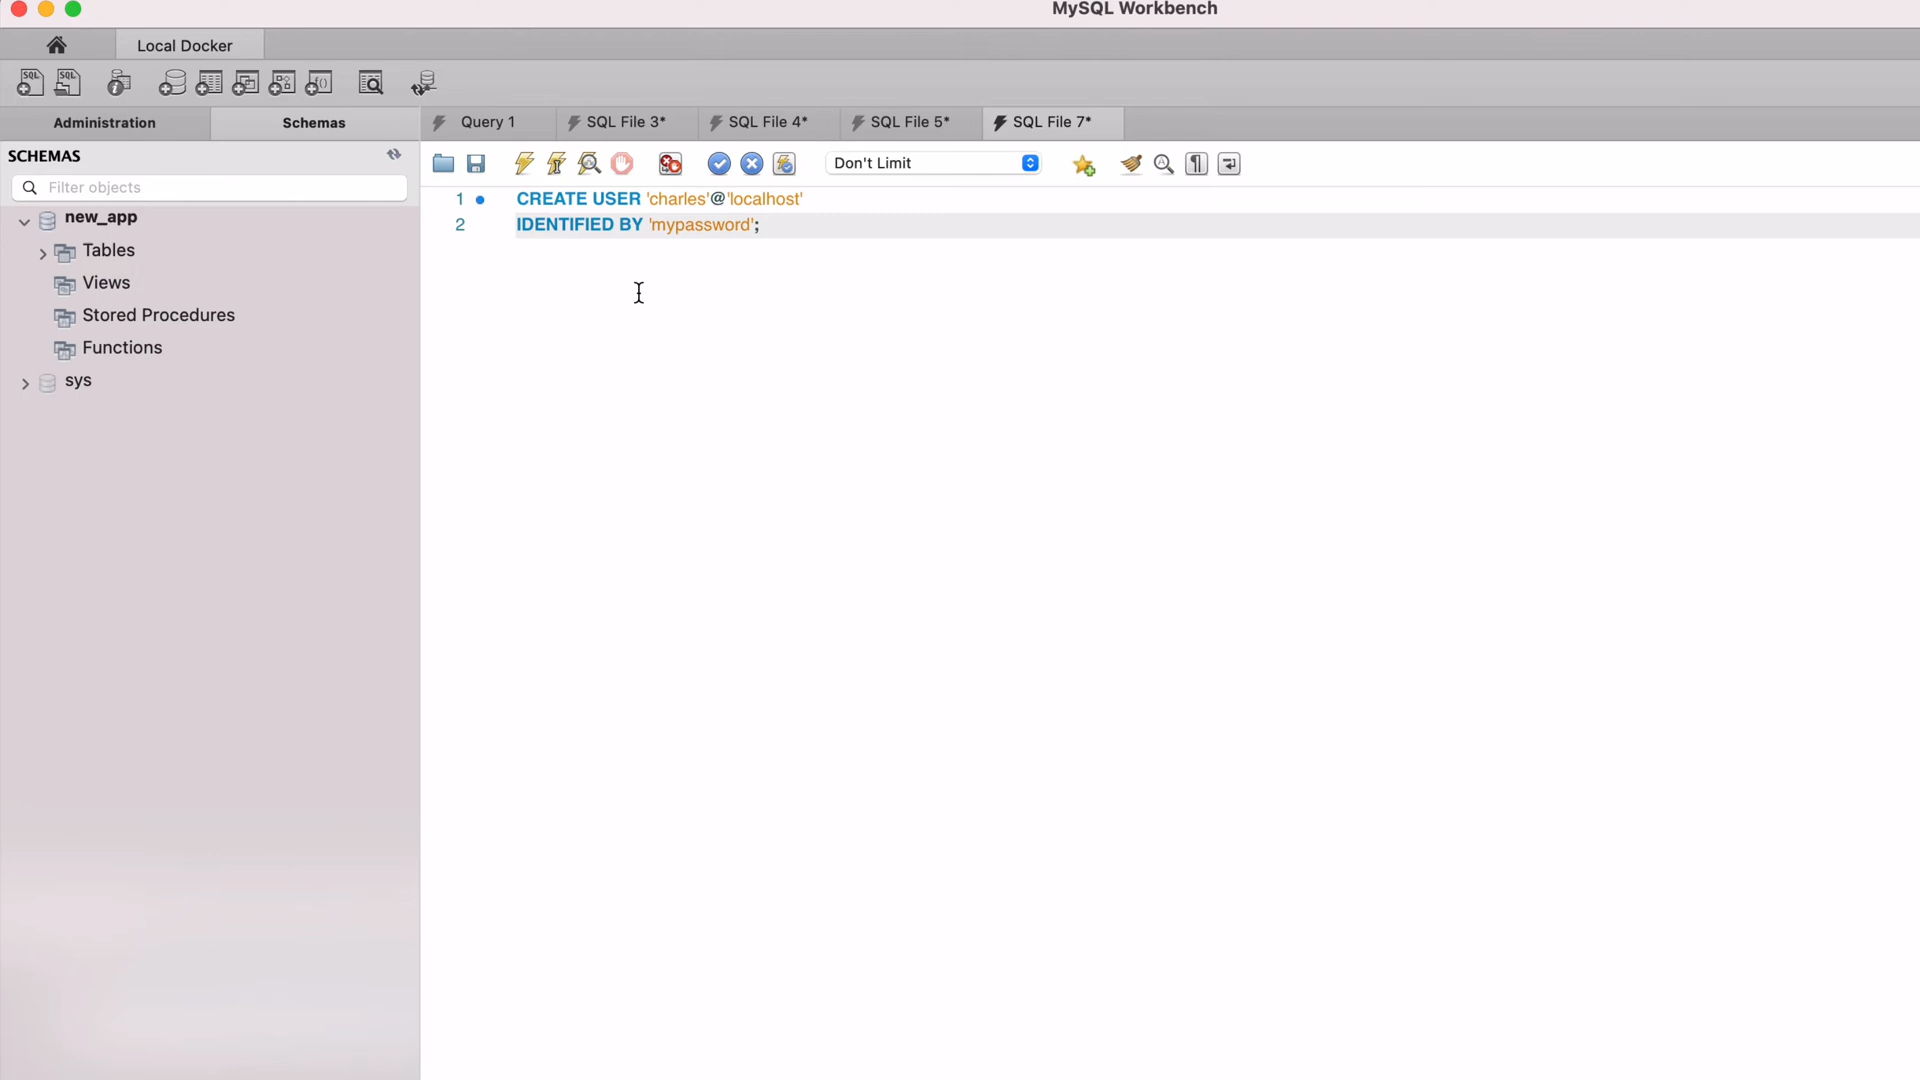 MySQL Workbench
Local Docker
Administration
Schemas
Query 1
SQL File 3*
SQL File 4*
SQL File 5*
SQL File 7*
SCHEMAS
Don't Limit
Filter objects
1 CREATE USER 'charles'@'localhost'
2 IDENTIFIED BY 'mypassword';
new_app
Tables
Views
Stored Procedures
Functions
sys